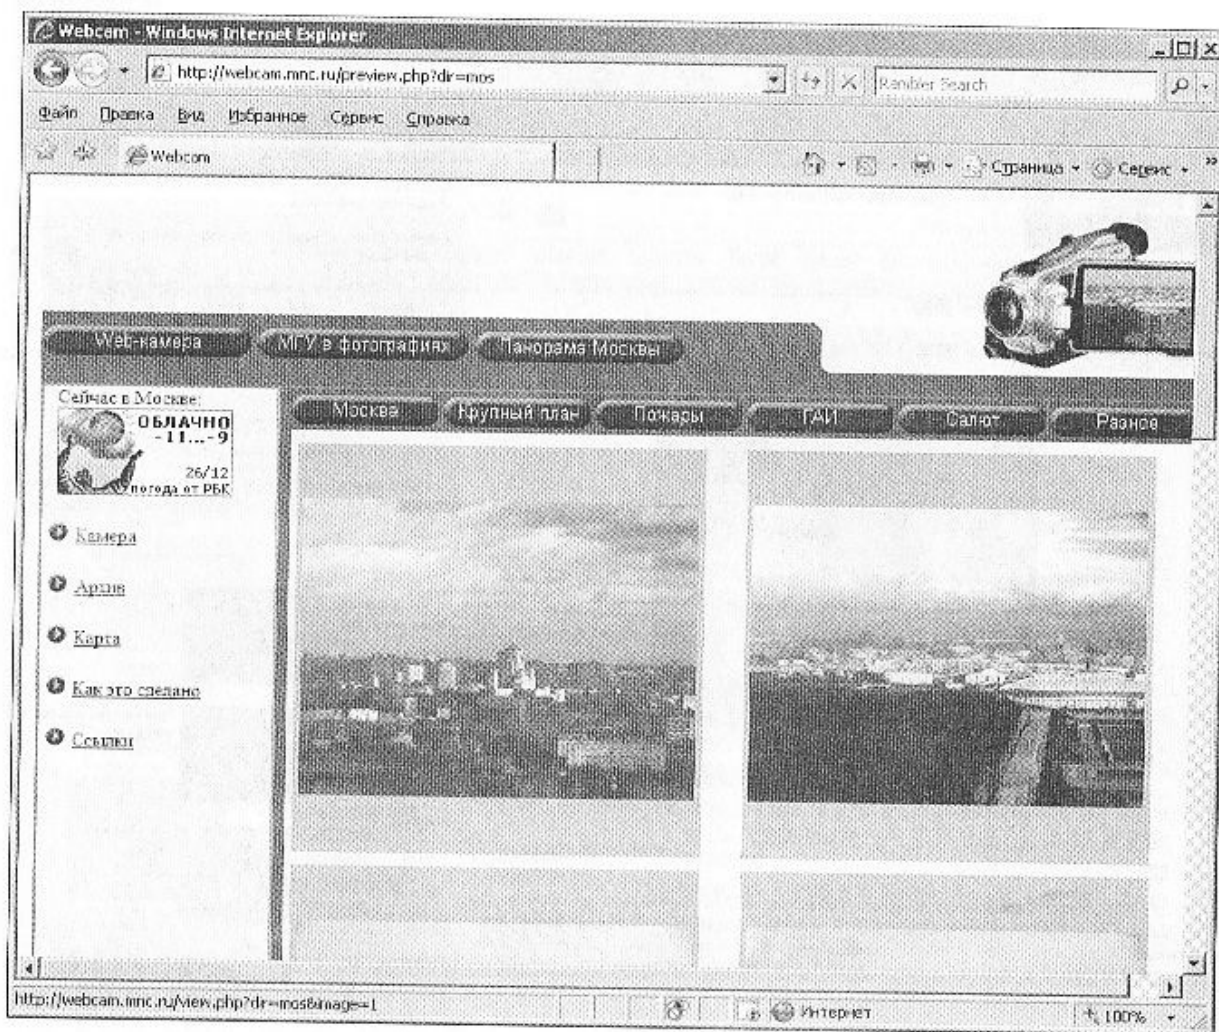 Webcam - Windows Internet Explorer
http://webcam.mnc.ru/preview.php?dir=mos
Rambler Search
Файл Правка Вид Избранное Сервис Справка
Webcam
Страница
Сервис
Web-камера
МГУ в фотографиях
Панорама Москвы
Сейчас в Москве:
ОБЛАЧНО
-11...-9
26/12
погода от РБК
Москва
Крупный план
Пожары
ГАИ
Салют
Разное
Камера
Архив
Карта
Как это сделано
Ссылки
http://webcam.mnc.ru/view.php?dir=mos&image=1
Интернет
100%